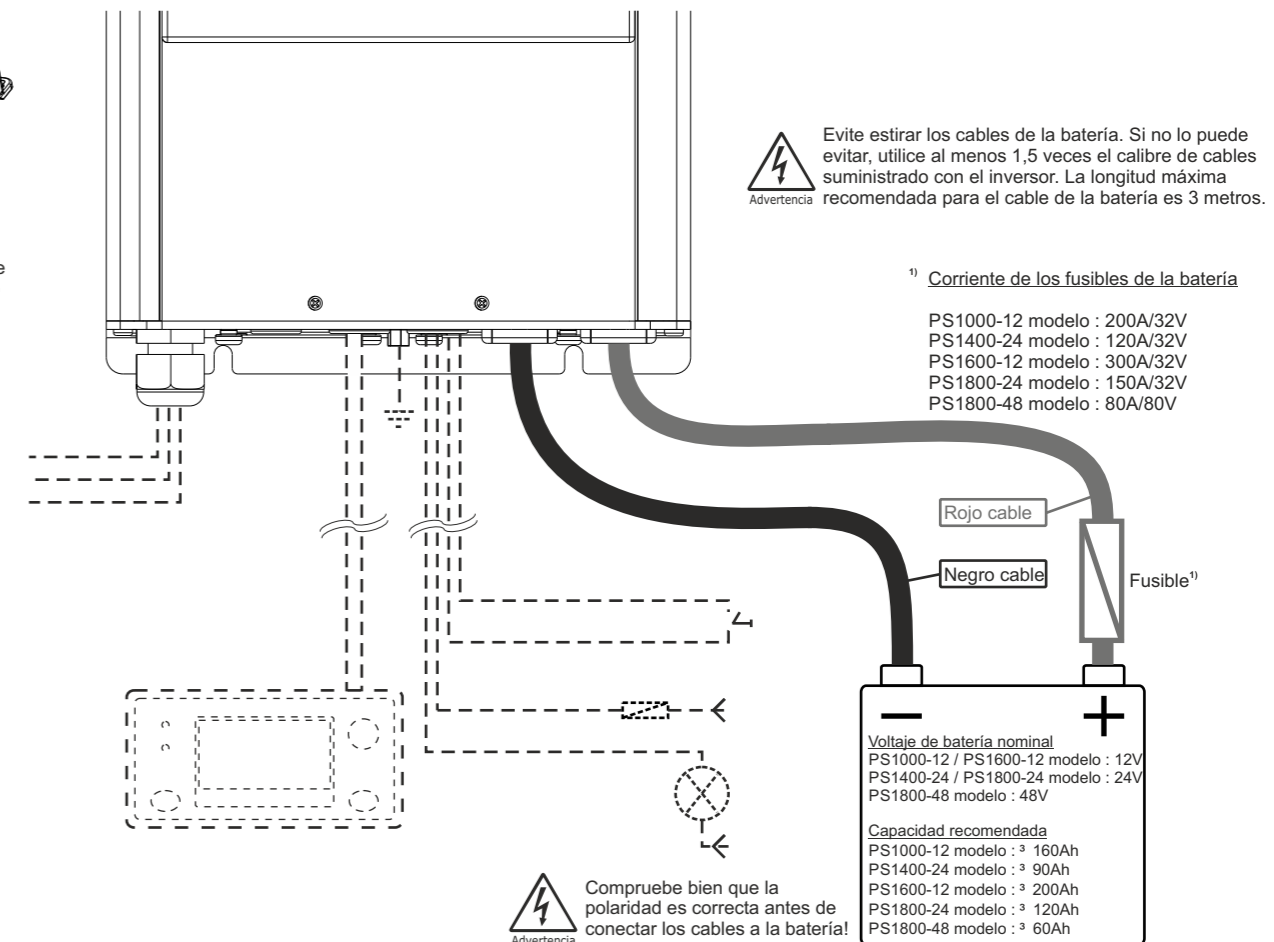 Evite estirar los cables de la batería. Si no lo puede
evitar, utilice al menos 1,5 veces el calibre de cables
suministrado con el inversor. La longitud máxima
recomendada para el cable de la batería es 3 metros.
Advertencia
e
¹⁾ Corriente de los fusibles de la batería
PS1000-12 modelo : 200A/32V
PS1400-24 modelo : 120A/32V
PS1600-12 modelo : 300A/32V
PS1800-24 modelo : 150A/32V
PS1800-48 modelo : 80A/80V
Rojo cable
Negro cable
Fusible¹⁾
Voltaje de batería nominal
PS1000-12 / PS1600-12 modelo : 12V
PS1400-24 / PS1800-24 modelo : 24V
PS1800-48 modelo : 48V
Capacidad recomendada
PS1000-12 modelo : ³ 160Ah
PS1400-24 modelo : ³ 90Ah
PS1600-12 modelo : ³ 200Ah
PS1800-24 modelo : ³ 120Ah
PS1800-48 modelo : ³ 60Ah
Compruebe bien que la
polaridad es correcta antes de
conectar los cables a la batería!
Advertencia